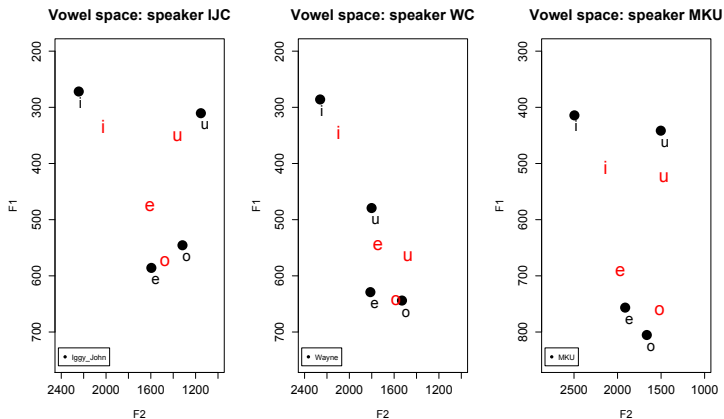 Vowel space: speaker IJC
200
300
400
500
600
700
F1
i
i
u
u
e
o
o
e
Iggy_John
2400 2000 1600 1200
F2
Vowel space: speaker WC
200
300
400
500
600
700
F1
i
i
u
e
u
o
e
o
Wayne
2400 2000 1600 1200
F2
Vowel space: speaker MKU
300
400
500
600
700
800
F1
i
u
i
u
e
o
e
o
MKU
2500 2000 1500 1000
F2